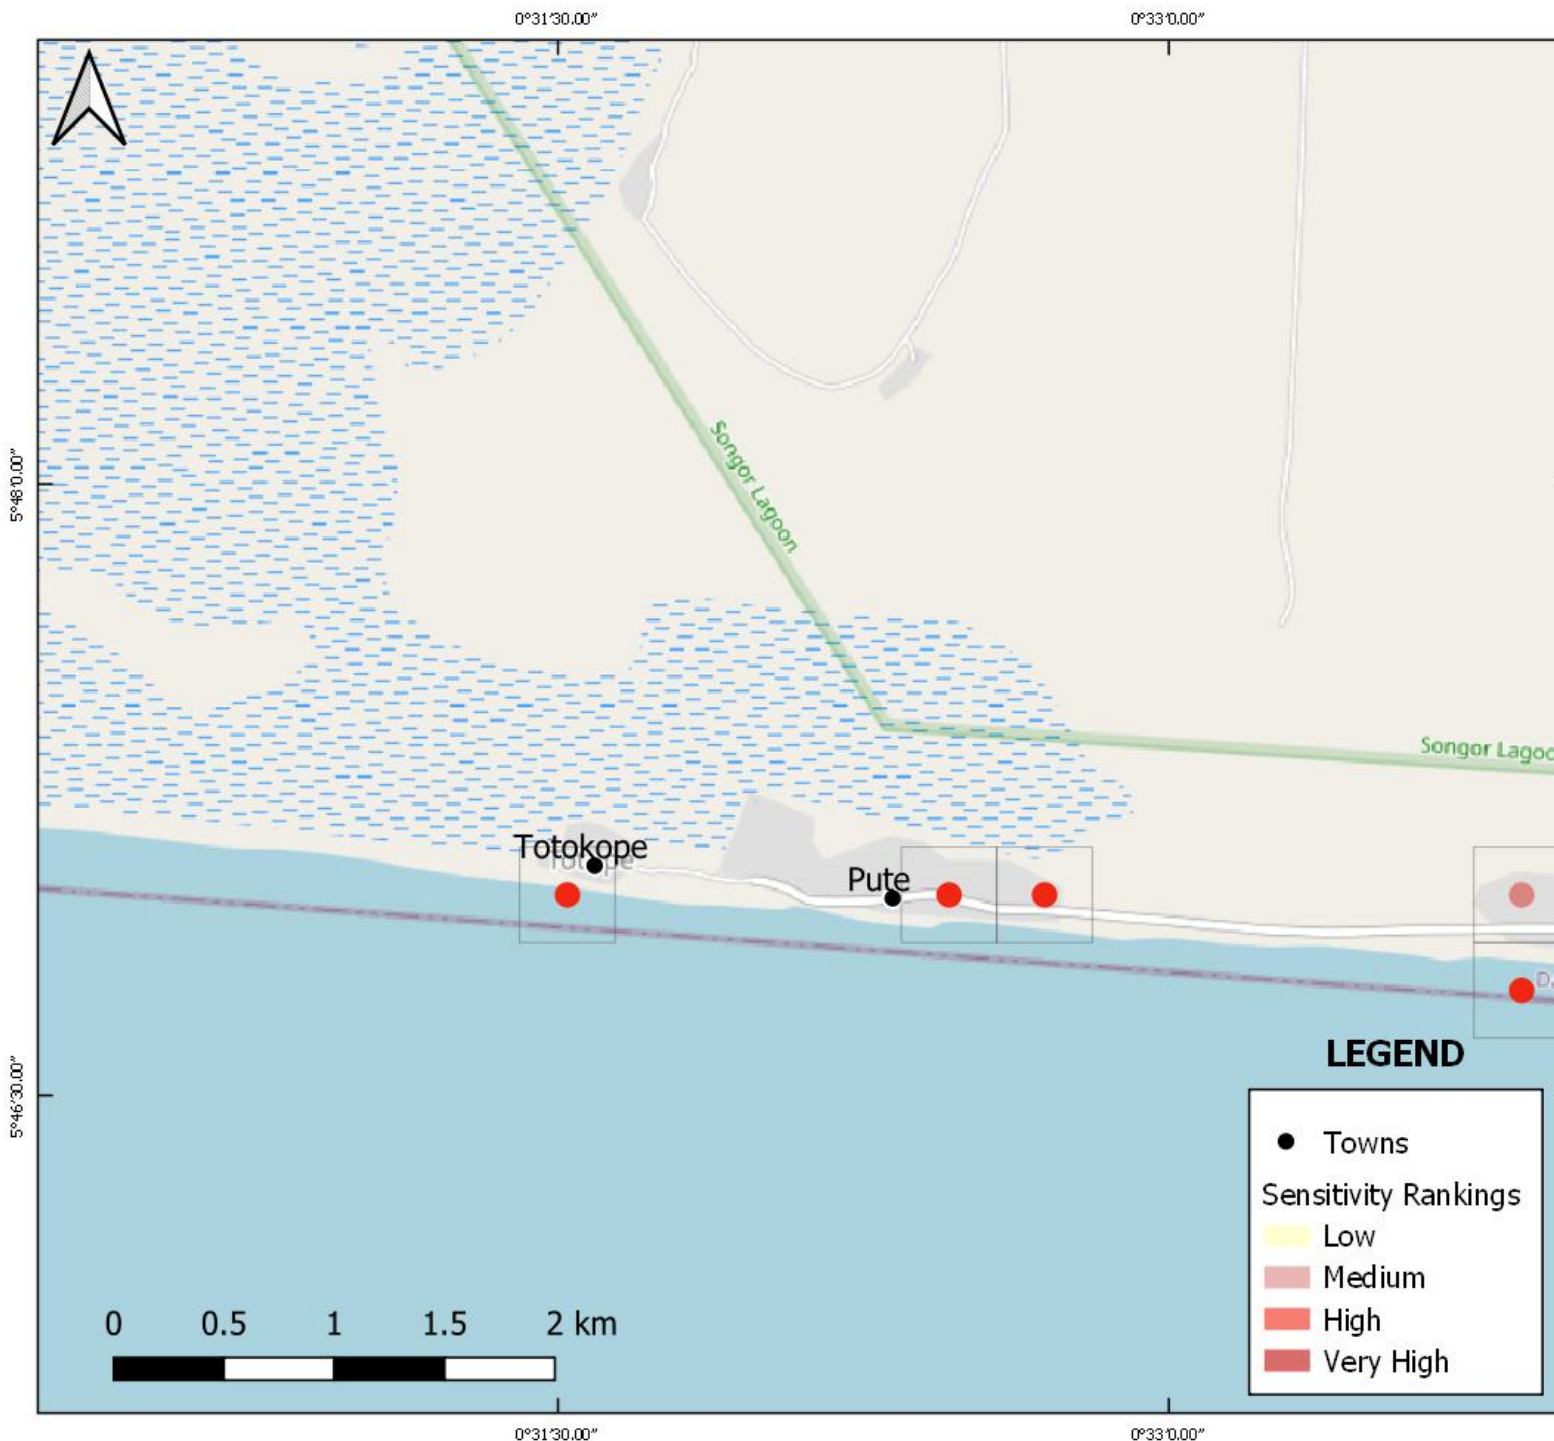 0°31'30.00″ 0°33'0.00″
5°48'0.00″
Songor Lagoon
Songor Lagoo
Totokope
Totope
Pute
D
5°46'30.00″
LEGEND
Towns
Sensitivity Rankings
Low
Medium
High
Very High
0 0.5 1 1.5 2 km
0°31'30.00″ 0°33'0.00″